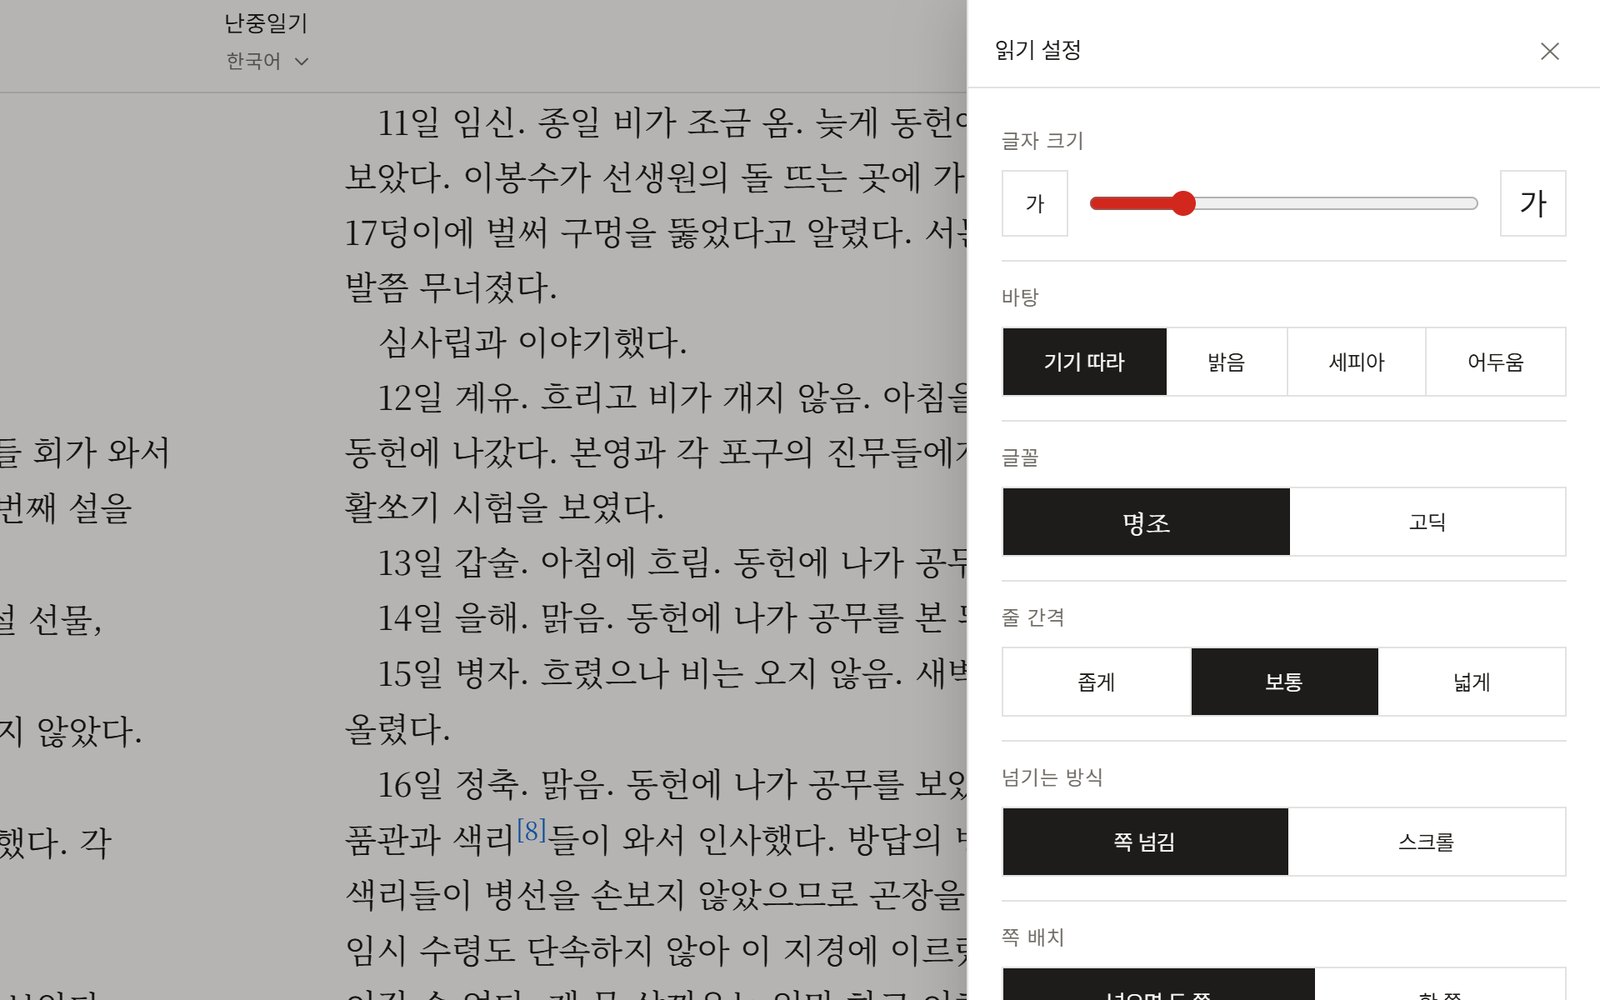 난중일기
한국어
들 회가 와서
번째 설을
선물,
지 않았다.
했다. 각
11일 임신. 종일 비가 조금 옴. 늦게
보았다. 이봉수가 선생원의 돌 뜨는 곳에 가
17덩이에 벌써 구멍을 뚫었다고 알렸다.
발쯤 무너졌다.
심사립과 이야기했다.
12일 계유. 흐리고 비가 개지 않음. 아침을
동헌에 나갔다. 본영과 각 포구의 진무들에게
활쏘기 시험을 보였다.
13일 갑술. 아침에 흐림. 동헌에 나가 공무
14일 을해. 맑음. 동헌에 나가 공무를 본
15일 병자. 흐렸으나 비는 오지 않음. 새벽
올렸다.
16일 정축. 맑음. 동헌에 나가 공무를
품관과 색리[8]들이 와서 인사했다. 방답의
색리들이 병선을 손보지 않았으므로 곤장을
임시 수령도 단속하지 않아 이 지경에
읽기 설정
글자 크기
가 가
바탕
기기 따라 밝음 세피아 어두움
글꼴
명조 고딕
줄 간격
좁게 보통 넓게
넘기는 방식
쪽 넘김 스크롤
쪽 배치